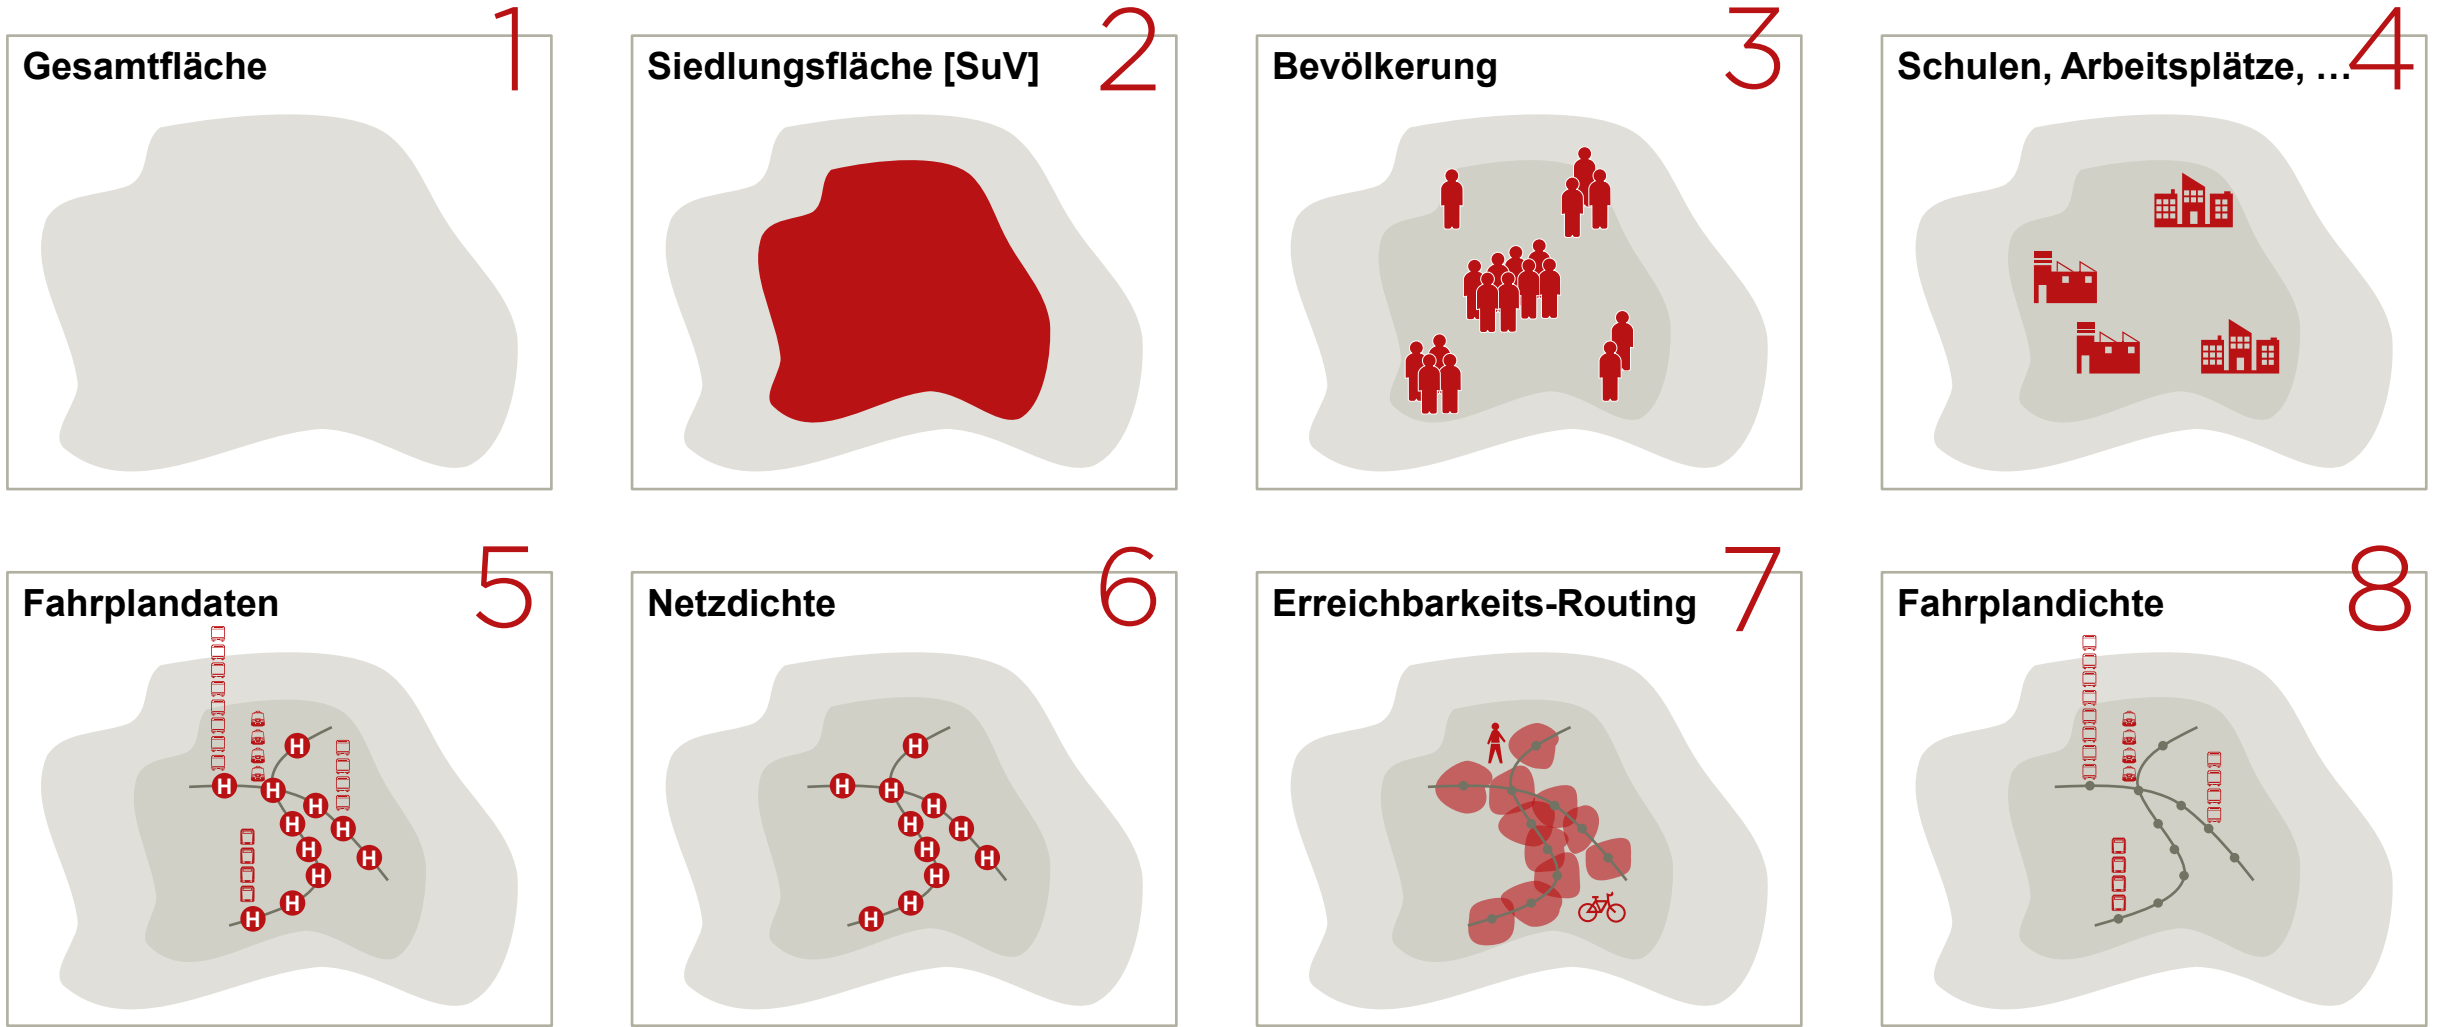 1
Gesamtfläche
2
Siedlungsfläche [SuV]
3
Bevölkerung
4
Schulen, Arbeitsplätze, …
5
Fahrplandaten
H
H
H
H
H
H
H
H
H
H
H
6
Netzdichte
H
H
H
H
H
H
H
H
H
H
H
7
Erreichbarkeits-Routing
8
Fahrplandichte